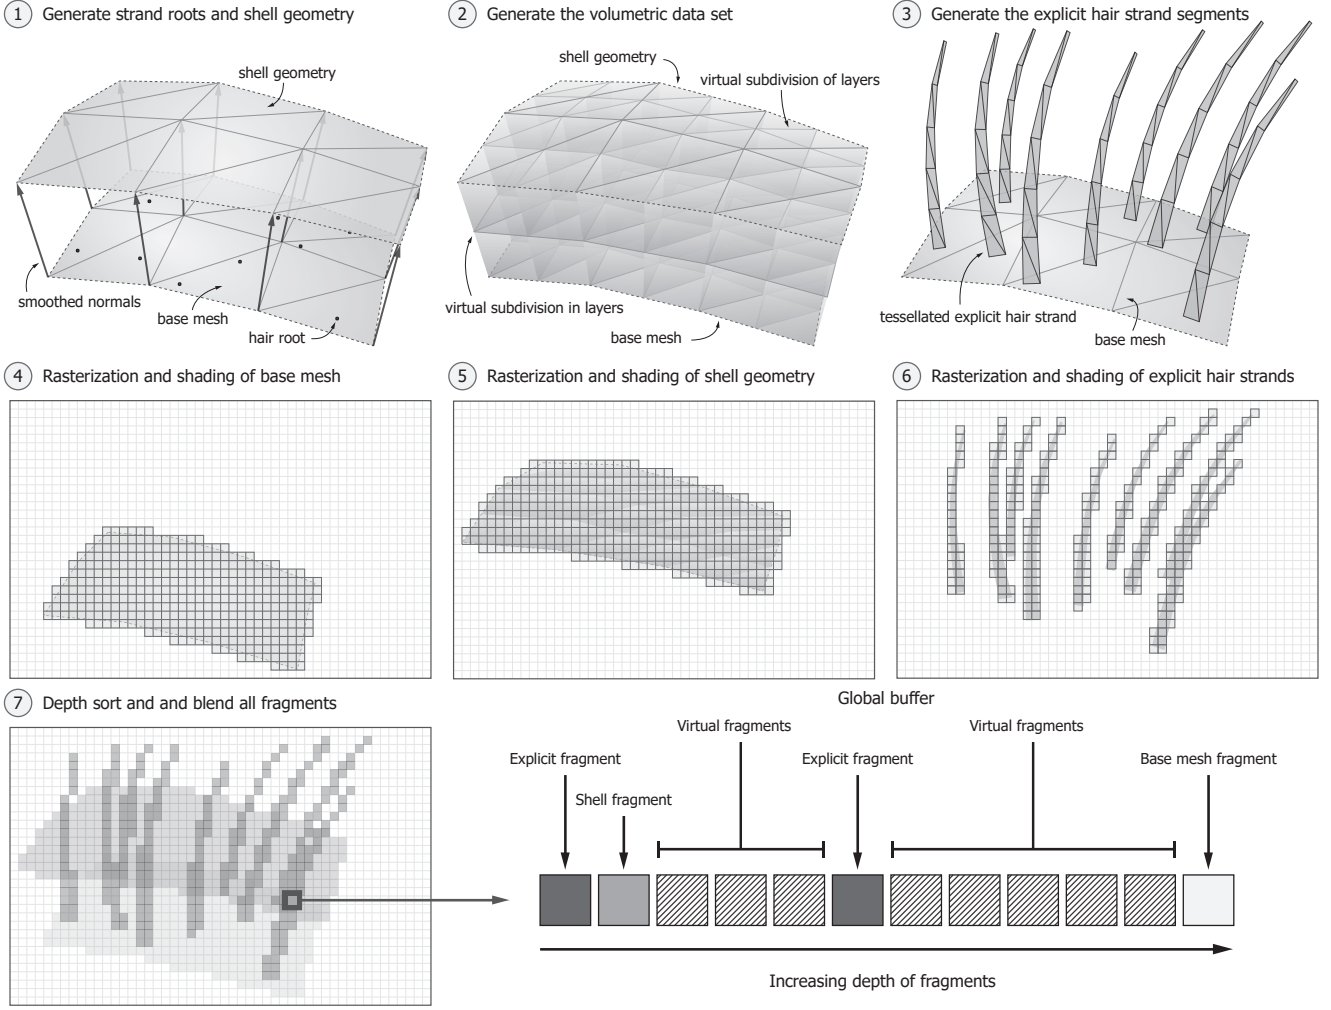 1 Generate strand roots and shell geometry
shell geometry
smoothed normals
base mesh
hair root
2 Generate the volumetric data set
shell geometry
virtual subdivision of layers
virtual subdivision in layers
base mesh
3 Generate the explicit hair strand segments
tessellated explicit hair strand
base mesh
4 Rasterization and shading of base mesh
5 Rasterization and shading of shell geometry
6 Rasterization and shading of explicit hair strands
7 Depth sort and and blend all fragments
Global buffer
Virtual fragments
Virtual fragments
Explicit fragment
Explicit fragment
Base mesh fragment
Shell fragment
Increasing depth of fragments